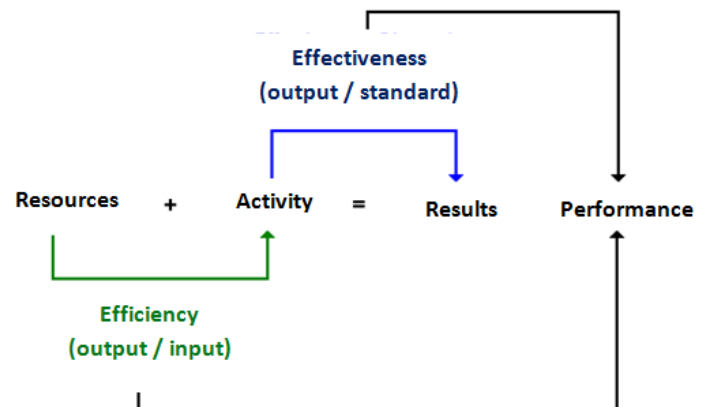 Effectiveness
(output / standard)
Resources + Activity = Results Performance
Efficiency
(output / input)